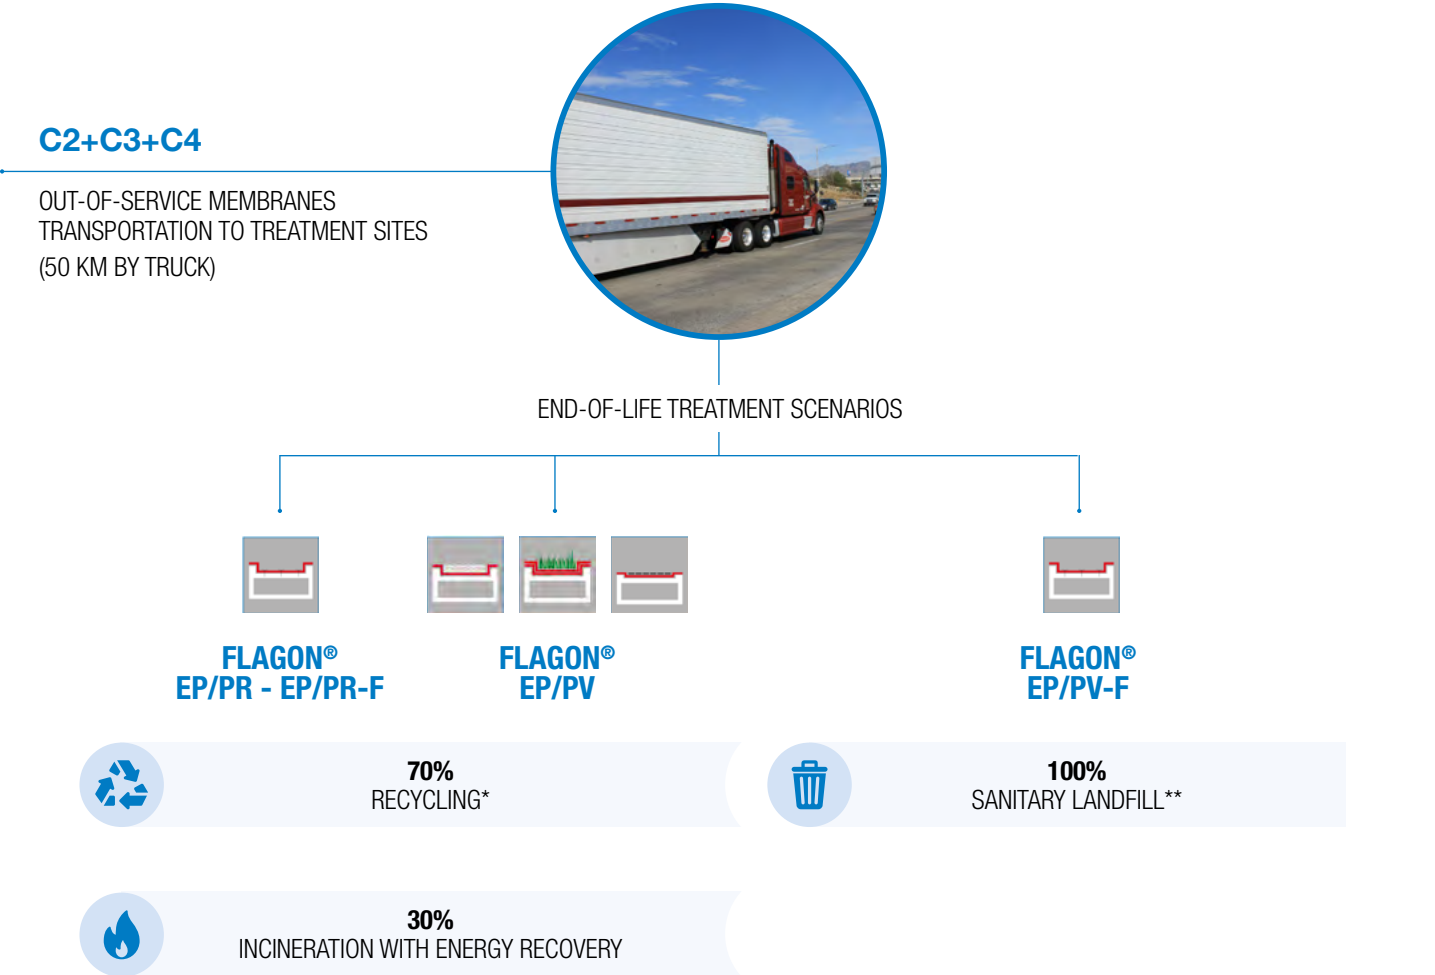 C2+C3+C4
OUT-OF-SERVICE MEMBRANES
TRANSPORTATION TO TREATMENT SITES
(50 KM BY TRUCK)
END-OF-LIFE TREATMENT SCENARIOS
FLAGON®
EP/PR - EP/PR-F
FLAGON®
EP/PV
FLAGON®
EP/PV-F
70%
RECYCLING*
100%
SANITARY LANDFILL**
30%
INCINERATION WITH ENERGY RECOVERY